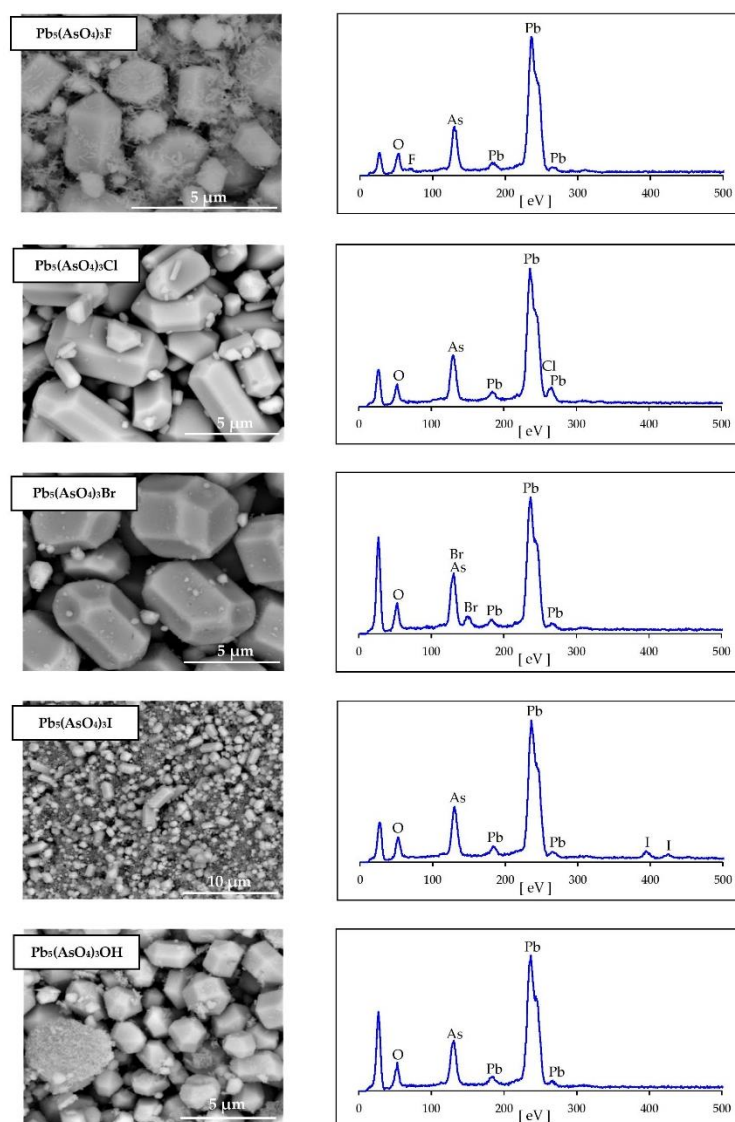 Pb₅(AsO₄)₃F
5 µm
Pb
As
O
F
Pb
Pb
0 100 200 300 400 500
[ eV ]
Pb₅(AsO₄)₃Cl
5 µm
Pb
As
O
Pb
Cl
Pb
0 100 200 300 400 500
[ eV ]
Pb₅(AsO₄)₃Br
5 µm
Pb
Br
As
O
Br
Pb
Pb
0 100 200 300 400 500
[ eV ]
Pb₅(AsO₄)₃I
10 µm
Pb
As
O
Pb
Pb
I
I
0 100 200 300 400 500
[ eV ]
Pb₅(AsO₄)₃OH
5 µm
Pb
As
O
Pb
Pb
0 100 200 300 400 500
[ eV ]